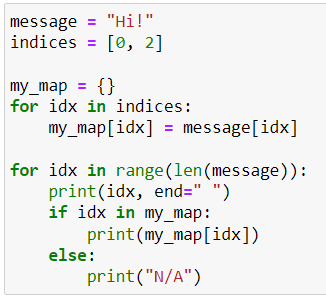 message = "Hi!"
indices = [0, 2]

my_map = {}
for idx in indices:
    my_map[idx] = message[idx]

for idx in range(len(message)):
    print(idx, end=" ")
    if idx in my_map:
        print(my_map[idx])
    else:
        print("N/A")